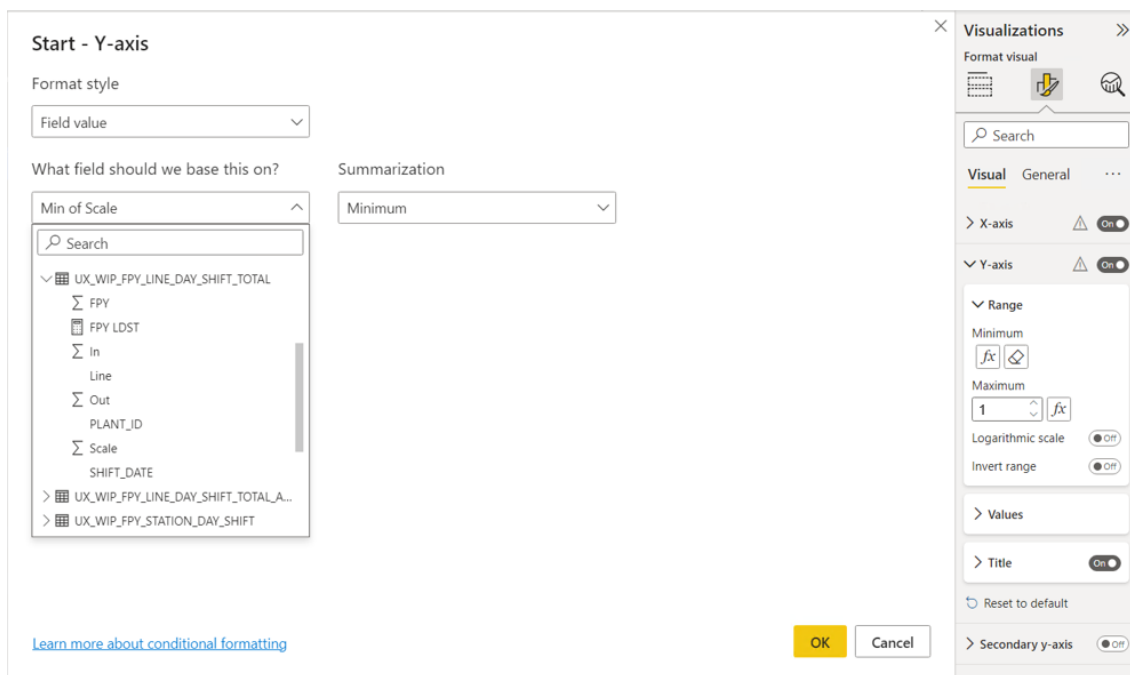 Start - Y-axis
Format style
Field value
What field should we base this on?
Summarization
Min of Scale
Minimum
Search
UX_WIP_FPY_LINE_DAY_SHIFT_TOTAL
∑ FPY
FPY LDST
∑ In
Line
∑ Out
PLANT_ID
∑ Scale
SHIFT_DATE
UX_WIP_FPY_LINE_DAY_SHIFT_TOTAL_A...
UX_WIP_FPY_STATION_DAY_SHIFT
Learn more about conditional formatting
OK
Cancel
Visualizations
Format visual
Search
Visual General ...
X-axis On
Y-axis On
Range
Minimum
fx
Maximum
1 fx
Logarithmic scale Off
Invert range Off
Values
Title On
Reset to default
Secondary y-axis Off